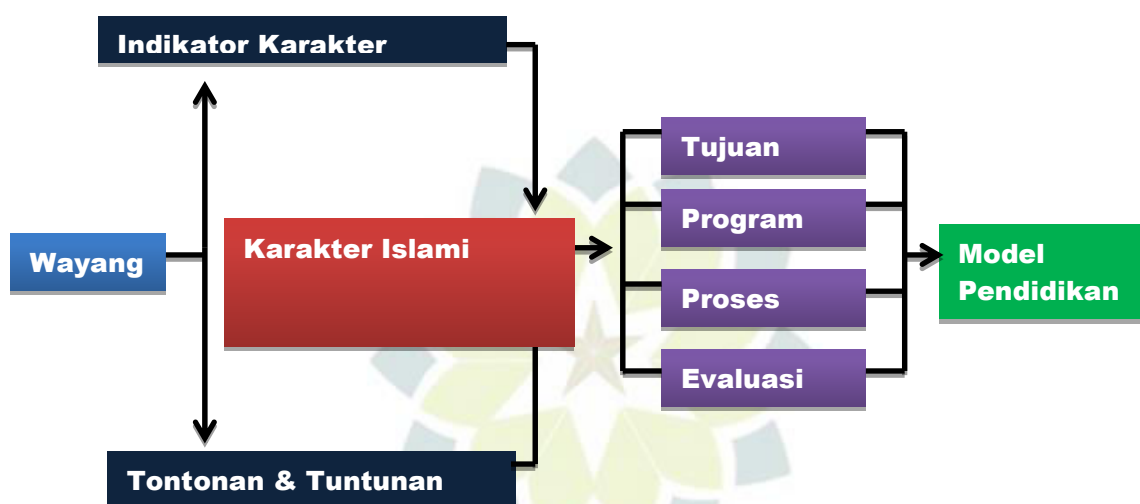 Indikator Karakter
Wayang
Karakter Islami
Tontonan & Tuntunan
Tujuan
Program
Proses
Evaluasi
Model
Pendidikan